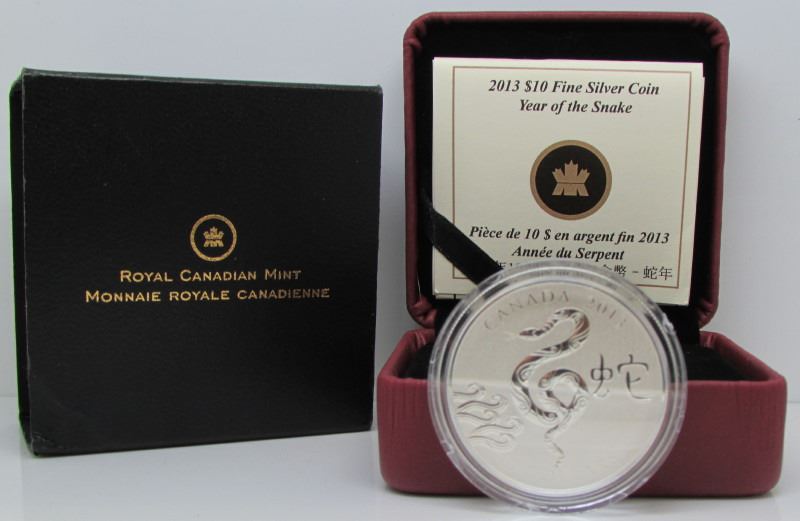 ROYAL CANADIAN MINT
MONNAIE ROYALE CANADIENNE
2013 $10 Fine Silver Coin
Year of the Snake
Pièce de 10 $ en argent fin 2013
Année du Serpent
幣 - 蛇年
CANADA 2013
蛇